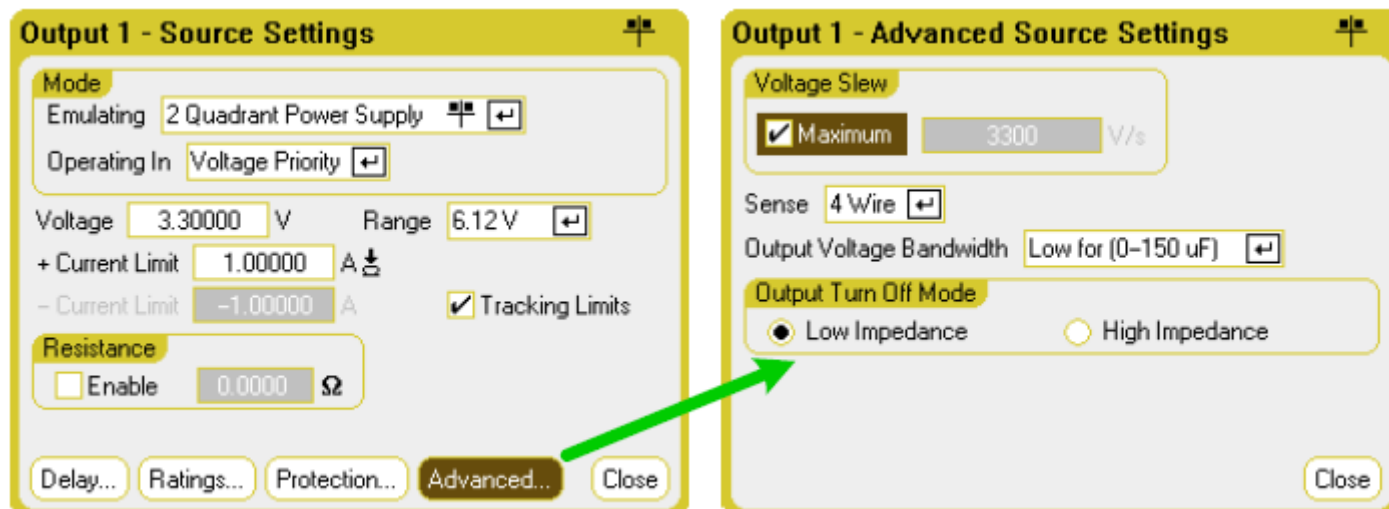 Output 1 - Source Settings
Mode
Emulating 2 Quadrant Power Supply
Operating In Voltage Priority
Voltage 3.30000 V Range 6.12 V
+ Current Limit 1.00000 A
− Current Limit −1.00000 A Tracking Limits
Resistance
Enable 0.0000 Ω
Delay... Ratings... Protection... Advanced... Close
Output 1 - Advanced Source Settings
Voltage Slew
Maximum 3300 V/s
Sense 4 Wire
Output Voltage Bandwidth Low for (0−150 uF)
Output Turn Off Mode
Low Impedance High Impedance
Close